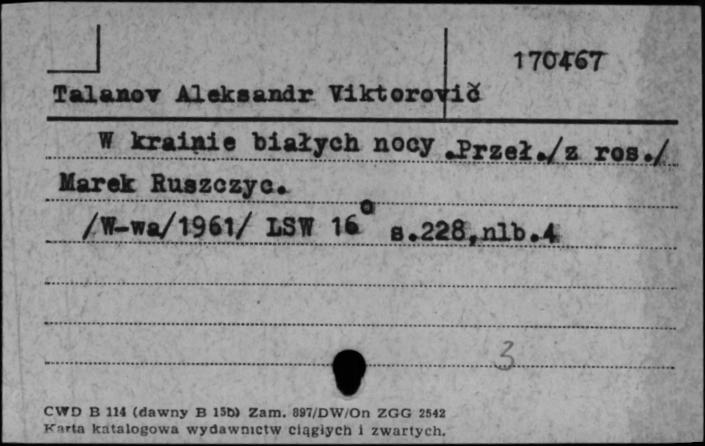 170467
Talanov Aleksandr Viktorovič
W krainie białych nocy .Przeł./z ros./
Marek Ruszczyc.
/W-wa/1961/ LSW 16° s.228,nlb.4
3
CWD B 114 (dawny B 15b) Zam. 897/DW/On ZGG 2542
Karta katalogowa wydawnictw ciągłych i zwartych.